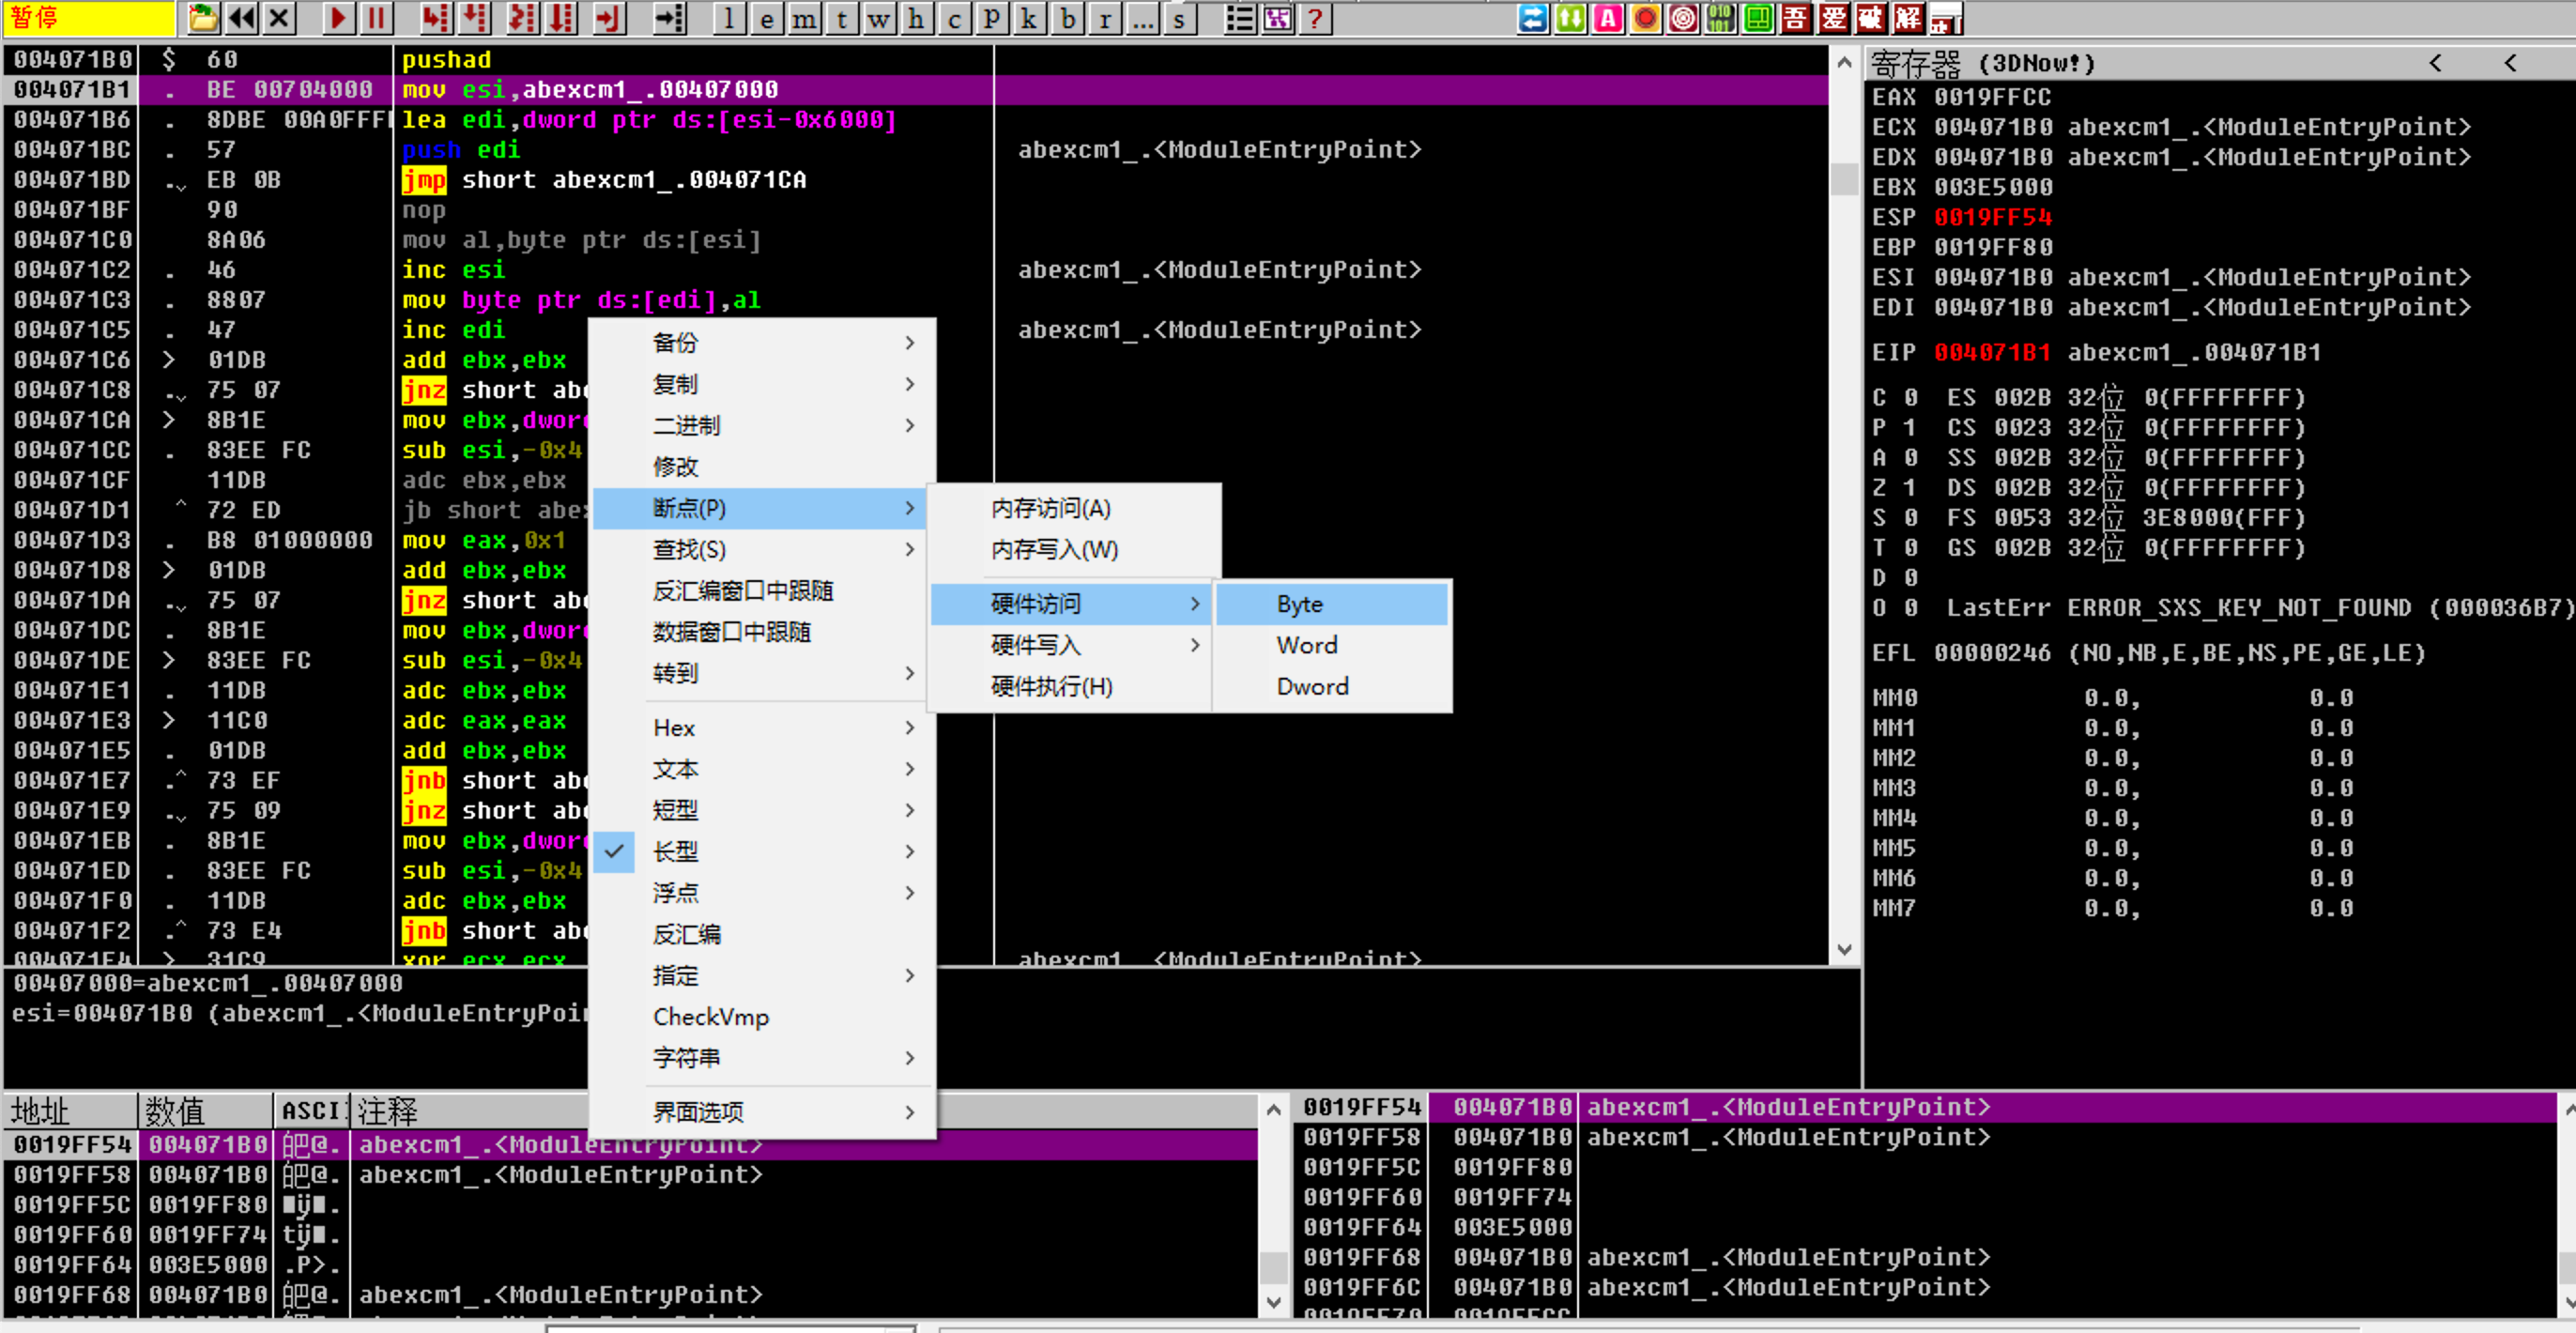 暂停 l e m t w h c p k b r ... s ? A 010 101 吾 爱 破 解
004071B0 $ 60 pushad
004071B1 . BE 00704000 mov esi,abexcm1_.00407000
004071B6 . 8DBE 00A0FFF lea edi,dword ptr ds:[esi-0x6000]
004071BC . 57 push edi abexcm1_.<ModuleEntryPoint>
004071BD .v EB 0B jmp short abexcm1_.004071CA
004071BF 90 nop
004071C0 8A06 mov al,byte ptr ds:[esi]
004071C2 . 46 inc esi abexcm1_.<ModuleEntryPoint>
004071C3 . 8807 mov byte ptr ds:[edi],al
004071C5 . 47 inc edi abexcm1_.<ModuleEntryPoint>
004071C6 > 01DB add ebx,ebx
004071C8 .v 75 07 jnz short ab
004071CA > 8B1E mov ebx,dwor
004071CC . 83EE FC sub esi,-0x4
004071CF 11DB adc ebx,ebx
004071D1 ^ 72 ED jb short abe
004071D3 . B8 01000000 mov eax,0x1
004071D8 > 01DB add ebx,ebx
004071DA .v 75 07 jnz short ab
004071DC . 8B1E mov ebx,dwor
004071DE > 83EE FC sub esi,-0x4
004071E1 . 11DB adc ebx,ebx
004071E3 > 11C0 adc eax,eax
004071E5 . 01DB add ebx,ebx
004071E7 .^ 73 EF jnb short ab
004071E9 .v 75 09 jnz short ab
004071EB . 8B1E mov ebx,dwor
004071ED . 83EE FC sub esi,-0x4
004071F0 . 11DB adc ebx,ebx
004071F2 .^ 73 E4 jnb short ab
004071F4 > 31C9 xor ecx,ecx abexcm1_.<ModuleEntryPoint>
00407000=abexcm1_.00407000
esi=004071B0 (abexcm1_.<ModuleEntryPoi
备份
复制
二进制
修改
断点(P)
查找(S)
反汇编窗口中跟随
数据窗口中跟随
转到
Hex
文本
短型
长型
浮点
反汇编
指定
CheckVmp
字符串
界面选项
内存访问(A)
内存写入(W)
硬件访问
硬件写入
硬件执行(H)
Byte
Word
Dword
寄存器 (3DNow!) < <
EAX 0019FFCC
ECX 004071B0 abexcm1_.<ModuleEntryPoint>
EDX 004071B0 abexcm1_.<ModuleEntryPoint>
EBX 003E5000
ESP 0019FF54
EBP 0019FF80
ESI 004071B0 abexcm1_.<ModuleEntryPoint>
EDI 004071B0 abexcm1_.<ModuleEntryPoint>
EIP 004071B1 abexcm1_.004071B1
C 0 ES 002B 32位 0(FFFFFFFF)
P 1 CS 0023 32位 0(FFFFFFFF)
A 0 SS 002B 32位 0(FFFFFFFF)
Z 1 DS 002B 32位 0(FFFFFFFF)
S 0 FS 0053 32位 3E8000(FFF)
T 0 GS 002B 32位 0(FFFFFFFF)
D 0
O 0 LastErr ERROR_SXS_KEY_NOT_FOUND (000036B7)
EFL 00000246 (NO,NB,E,BE,NS,PE,GE,LE)
MM0 0.0, 0.0
MM1 0.0, 0.0
MM2 0.0, 0.0
MM3 0.0, 0.0
MM4 0.0, 0.0
MM5 0.0, 0.0
MM6 0.0, 0.0
MM7 0.0, 0.0
地址 数值 ASCI 注释
0019FF54 004071B0 皅@. abexcm1_.<ModuleEntryPoint>
0019FF58 004071B0 皅@. abexcm1_.<ModuleEntryPoint>
0019FF5C 0019FF80 ■ÿ■.
0019FF60 0019FF74 tÿ■.
0019FF64 003E5000 .P>.
0019FF68 004071B0 皅@. abexcm1_.<ModuleEntryPoint>
0019FF54 004071B0 abexcm1_.<ModuleEntryPoint>
0019FF58 004071B0 abexcm1_.<ModuleEntryPoint>
0019FF5C 0019FF80
0019FF60 0019FF74
0019FF64 003E5000
0019FF68 004071B0 abexcm1_.<ModuleEntryPoint>
0019FF6C 004071B0 abexcm1_.<ModuleEntryPoint>
0019FF70 0019FFCC